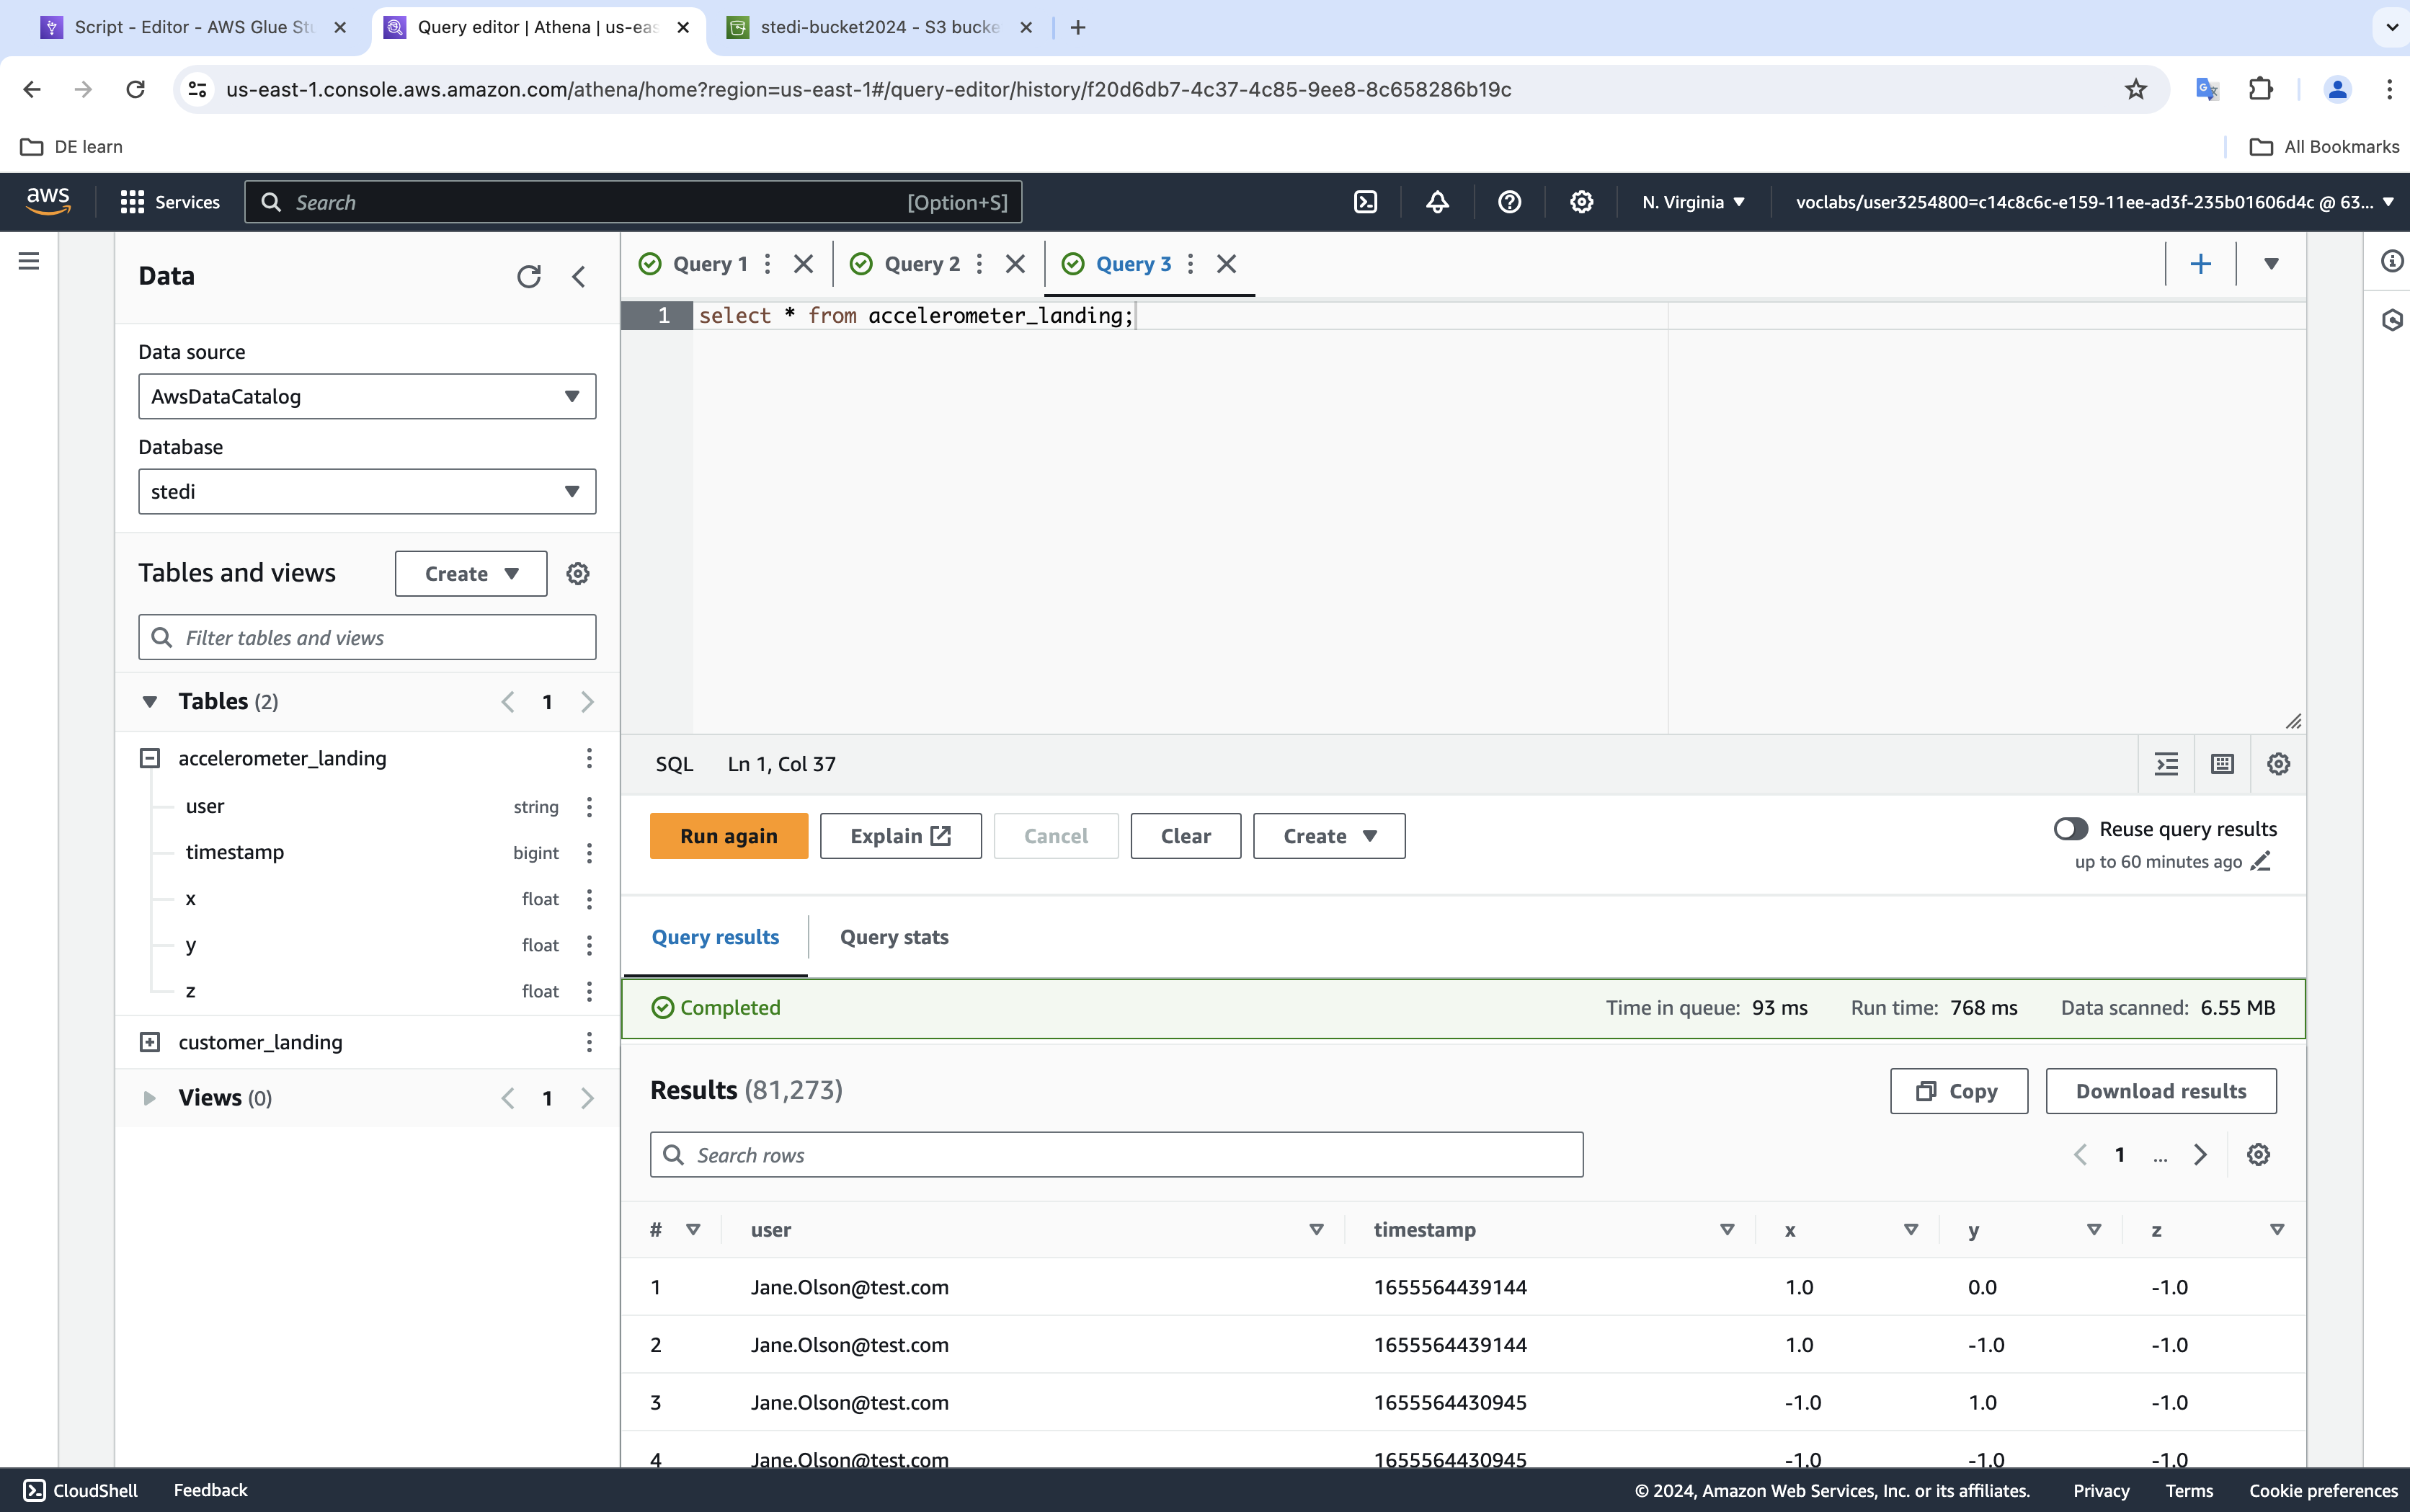 Script - Editor - AWS Glue Stu
Query editor | Athena | us-eas
stedi-bucket2024 - S3 bucke
us-east-1.console.aws.amazon.com/athena/home?region=us-east-1#/query-editor/history/f20d6db7-4c37-4c85-9ee8-8c658286b19c
DE learn
All Bookmarks
aws
Services
Search
[Option+S]
N. Virginia
voclabs/user3254800=c14c8c6c-e159-11ee-ad3f-235b01606d4c @ 63...
Data
Data source
AwsDataCatalog
Database
stedi
Tables and views
Create
Filter tables and views
Tables (2)
1
accelerometer_landing
user string
timestamp bigint
x float
y float
z float
customer_landing
Views (0)
1
Query 1
Query 2
Query 3
1 select * from accelerometer_landing;
SQL Ln 1, Col 37
Run again
Explain
Cancel
Clear
Create
Reuse query results
up to 60 minutes ago
Query results
Query stats
Completed
Time in queue: 93 ms Run time: 768 ms Data scanned: 6.55 MB
Results (81,273)
Copy
Download results
Search rows
1 ...
# user timestamp x y z
1 Jane.Olson@test.com 1655564439144 1.0 0.0 -1.0
2 Jane.Olson@test.com 1655564439144 1.0 -1.0 -1.0
3 Jane.Olson@test.com 1655564430945 -1.0 1.0 -1.0
4 Jane.Olson@test.com 1655564430945 -1.0 -1.0 -1.0
CloudShell
Feedback
© 2024, Amazon Web Services, Inc. or its affiliates.
Privacy
Terms
Cookie preferences